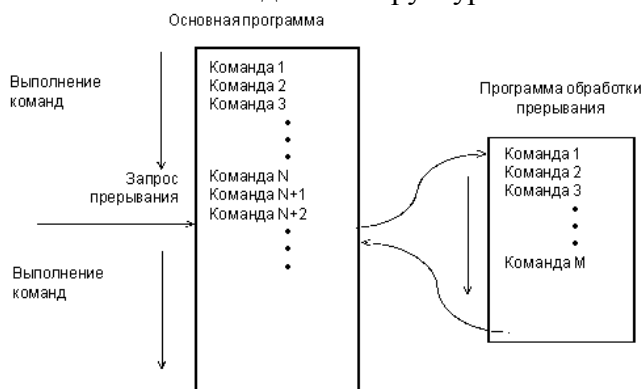 Основная программа
Выполнение
команд
Команда 1
Команда 2
Команда 3
Запрос
прерывания
Команда N
Команда N+1
Команда N+2
Выполнение
команд
Программа обработки
прерывания
Команда 1
Команда 2
Команда 3
Команда M